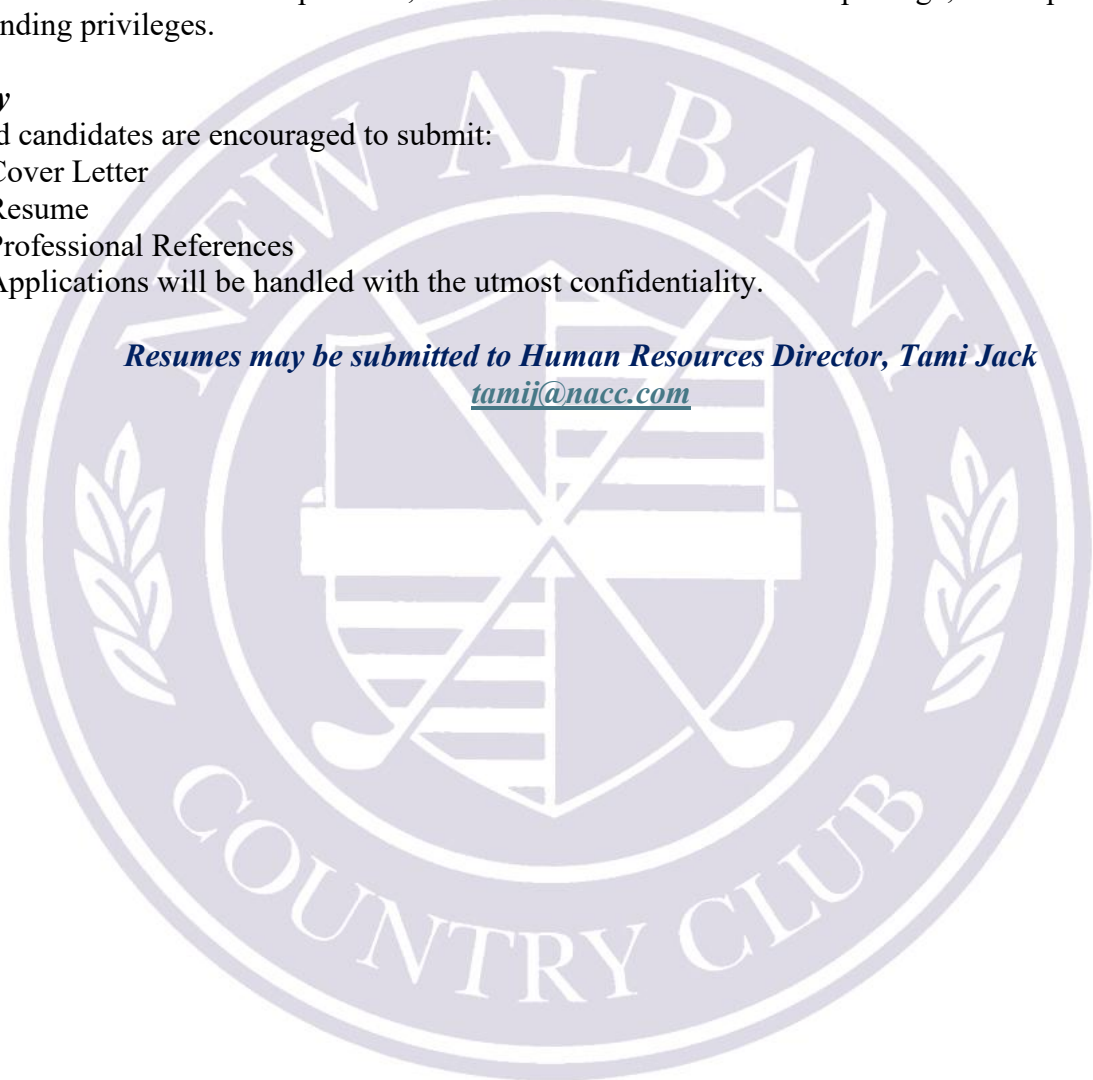 nding privileges.
y
d candidates are encouraged to submit:
Cover Letter
Resume
Professional References
Applications will be handled with the utmost confidentiality.
Resumes may be submitted to Human Resources Director, Tami Jack
tamij@nacc.com
NEW ALBANY
COUNTRY CLUB